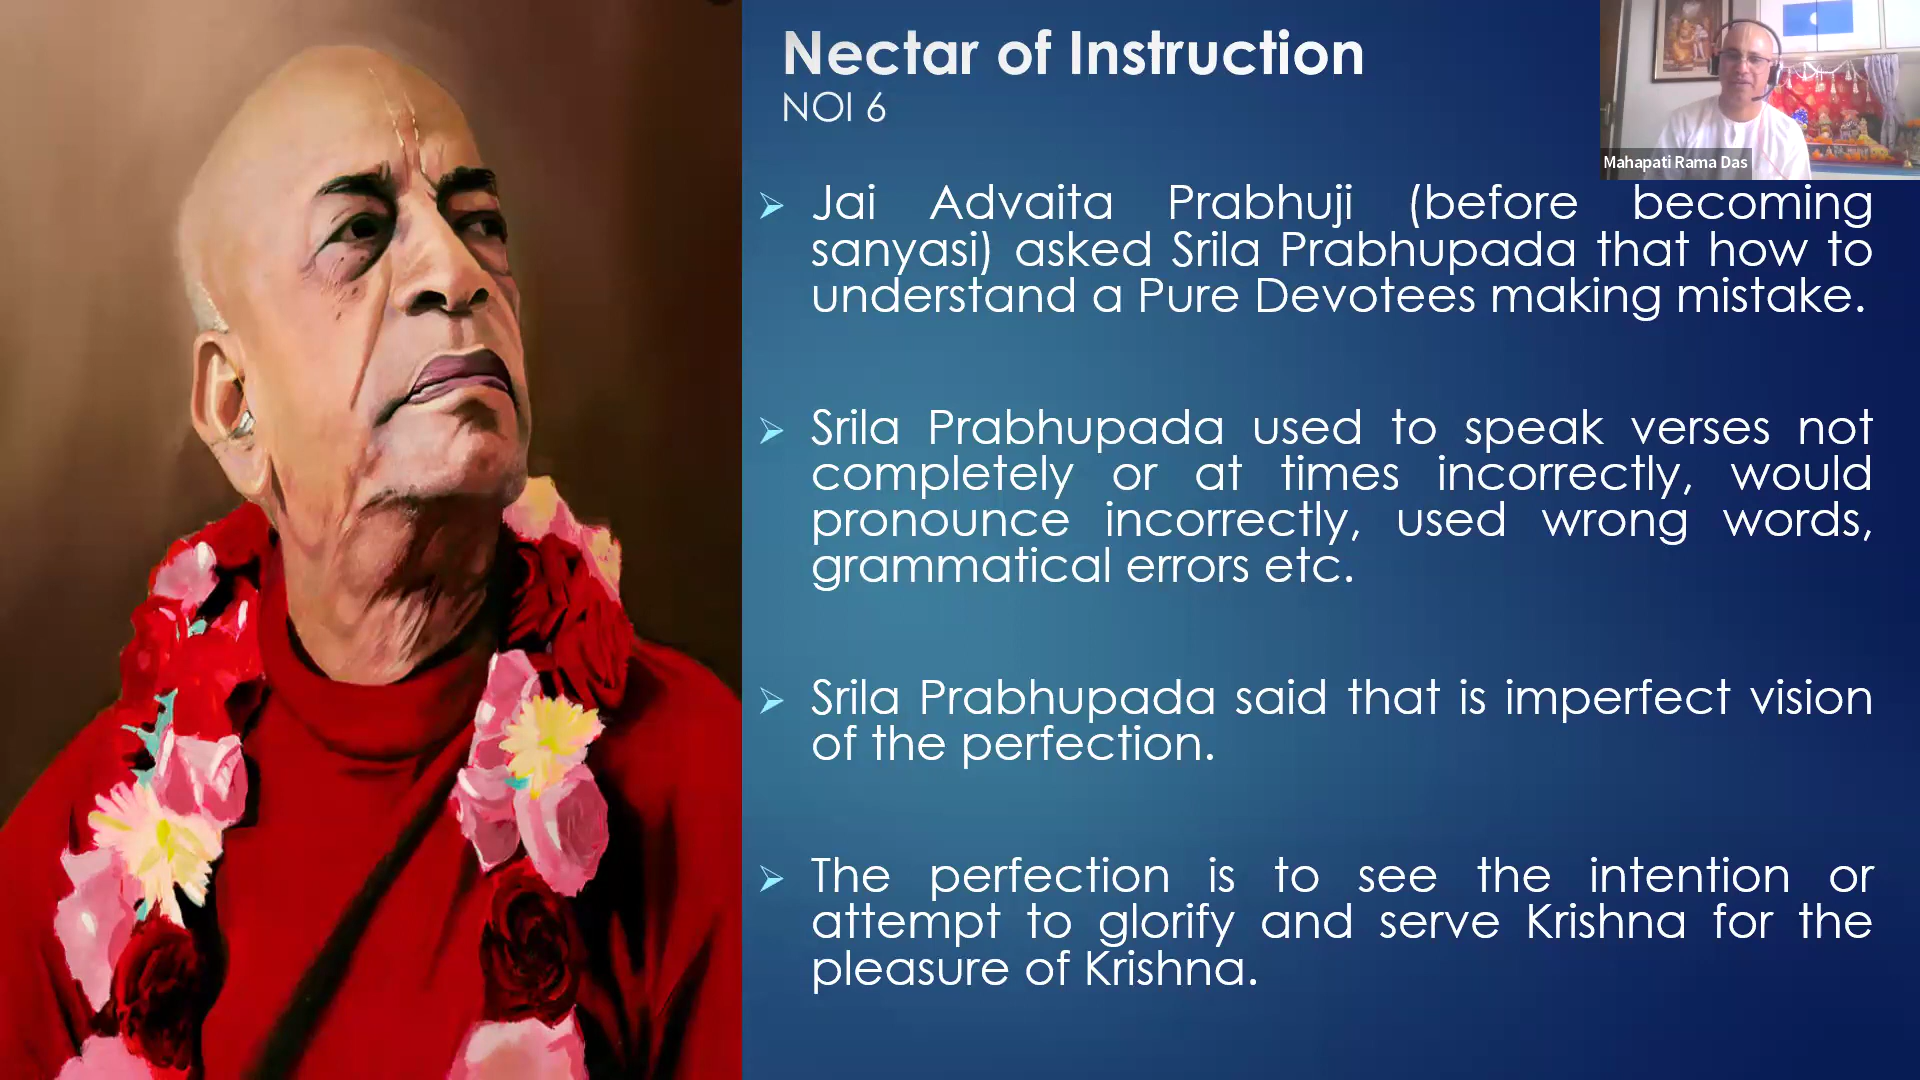 Nectar of Instruction
NOI 6
Mahapati Rama Das
➢ Jai Advaita Prabhuji (before becoming
sanyasi) asked Srila Prabhupada that how to
understand a Pure Devotees making mistake.
➢ Srila Prabhupada used to speak verses not
completely or at times incorrectly, would
pronounce incorrectly, used wrong words,
grammatical errors etc.
➢ Srila Prabhupada said that is imperfect vision
of the perfection.
➢ The perfection is to see the intention or
attempt to glorify and serve Krishna for the
pleasure of Krishna.